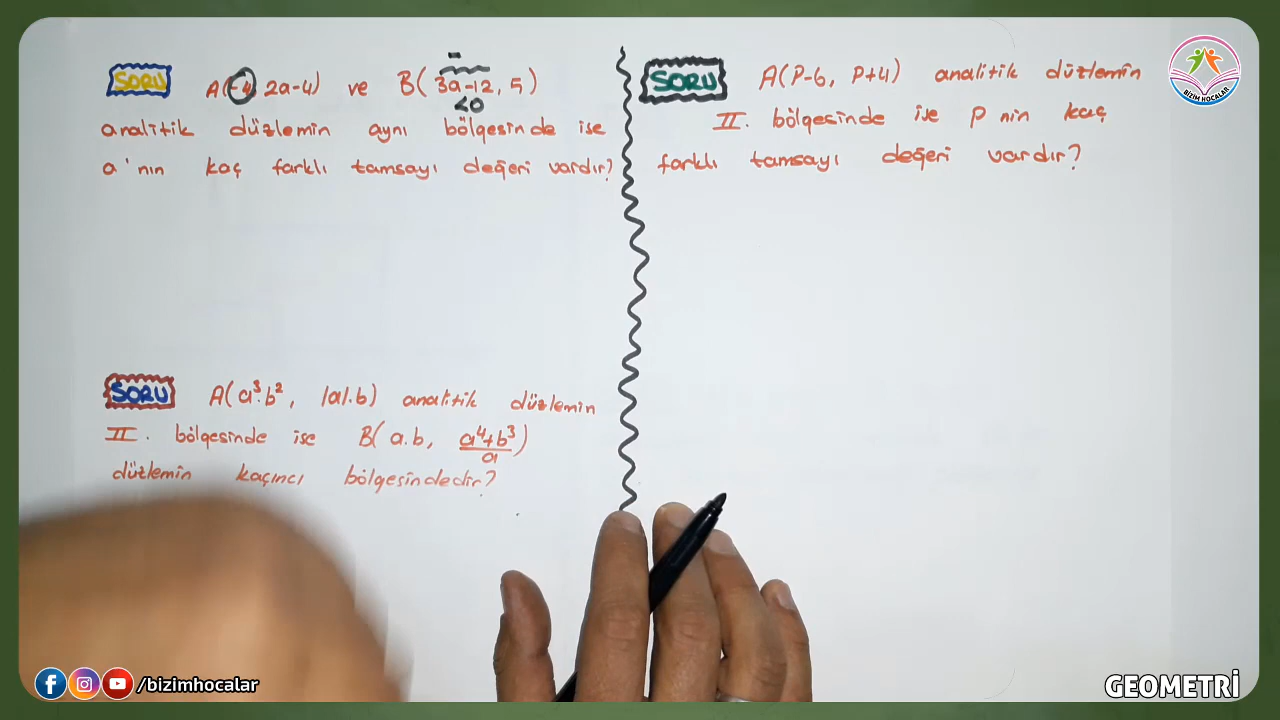 SORU A(-4, 2a-4) ve B(3a-12, 5)
<0
analitik düzlemin aynı bölgesinde ise
a'nın kaç farklı tamsayı değeri vardır?
SORU A(P-6, P+4) analitik düzlemin
II. bölgesinde ise P nin kaç
farklı tamsayı değeri vardır?
SORU A(a³.b², |a|.b) analitik düzlemin
II. bölgesinde ise B(a.b, (a⁴+b³)/a)
düzlemin kaçıncı bölgesindedir?
BİZİM HOCALAR
/bizimhocalar
GEOMETRİ